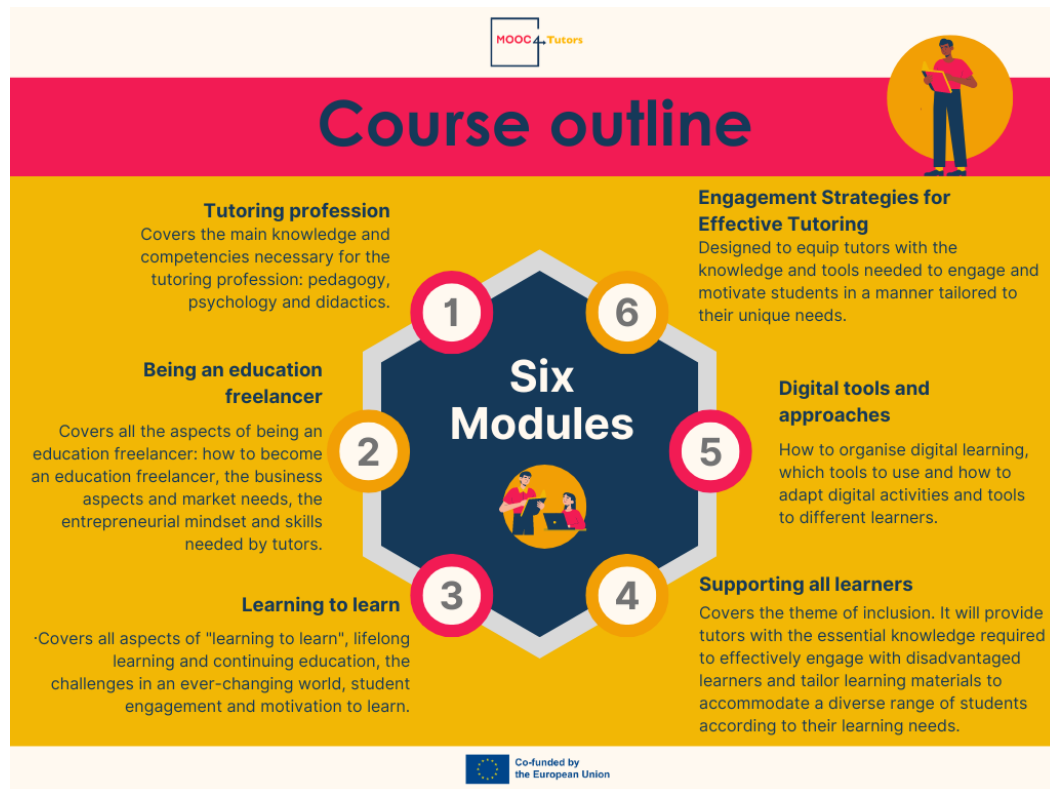 MOOC 4 Tutors
Course outline
Tutoring profession
Covers the main knowledge and
competencies necessary for the
tutoring profession: pedagogy,
psychology and didactics.
1
Being an education
freelancer
Covers all the aspects of being an
education freelancer: how to become
an education freelancer, the business
aspects and market needs, the
entrepreneurial mindset and skills
needed by tutors.
2
Learning to learn
·Covers all aspects of "learning to learn", lifelong
learning and continuing education, the
challenges in an ever-changing world, student
engagement and motivation to learn.
3
Six
Modules
Engagement Strategies for
Effective Tutoring
Designed to equip tutors with the
knowledge and tools needed to engage and
motivate students in a manner tailored to
their unique needs.
6
Digital tools and
approaches
How to organise digital learning,
which tools to use and how to
adapt digital activities and tools
to different learners.
5
Supporting all learners
Covers the theme of inclusion. It will provide
tutors with the essential knowledge required
to effectively engage with disadvantaged
learners and tailor learning materials to
accommodate a diverse range of students
according to their learning needs.
4
Co-funded by
the European Union